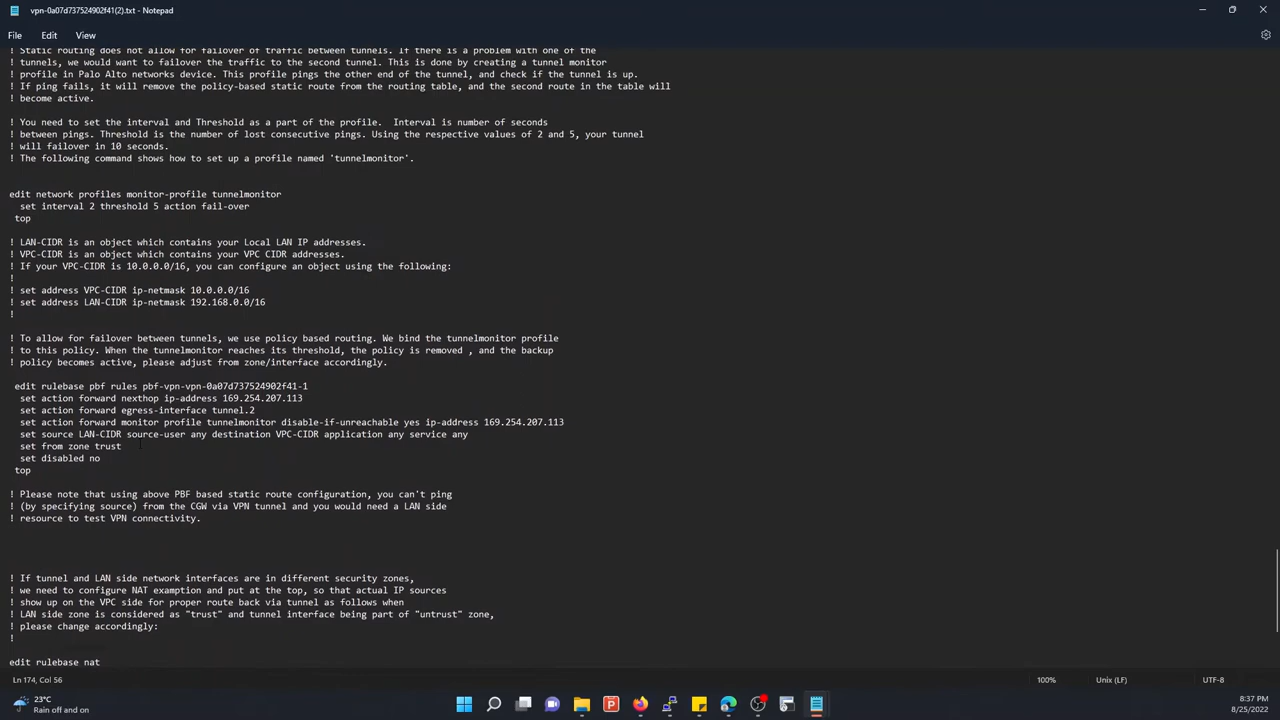 vpn-0a07d737524902f41(2).txt - Notepad
File Edit View
! Static routing does not allow for failover of traffic between tunnels. If there is a problem with one of the
! tunnels, we would want to failover the traffic to the second tunnel. This is done by creating a tunnel monitor
! profile in Palo Alto networks device. This profile pings the other end of the tunnel, and check if the tunnel is up.
! If ping fails, it will remove the policy-based static route from the routing table, and the second route in the table will
! become active.
! You need to set the interval and Threshold as a part of the profile.  Interval is number of seconds
! between pings. Threshold is the number of lost consecutive pings. Using the respective values of 2 and 5, your tunnel
! will failover in 10 seconds.
! The following command shows how to set up a profile named 'tunnelmonitor'.
edit network profiles monitor-profile tunnelmonitor
set interval 2 threshold 5 action fail-over
top
! LAN-CIDR is an object which contains your Local LAN IP addresses.
! VPC-CIDR is an object which contains your VPC CIDR addresses.
! If your VPC-CIDR is 10.0.0.0/16, you can configure an object using the following:
!
! set address VPC-CIDR ip-netmask 10.0.0.0/16
! set address LAN-CIDR ip-netmask 192.168.0.0/16
!
! To allow for failover between tunnels, we use policy based routing. We bind the tunnelmonitor profile
! to this policy. When the tunnelmonitor reaches its threshold, the policy is removed , and the backup
! policy becomes active, please adjust from zone/interface accordingly.
edit rulebase pbf rules pbf-vpn-vpn-0a07d737524902f41-1
set action forward nexthop ip-address 169.254.207.113
set action forward egress-interface tunnel.2
set action forward monitor profile tunnelmonitor disable-if-unreachable yes ip-address 169.254.207.113
set source LAN-CIDR source-user any destination VPC-CIDR application any service any
set from zone trust
set disabled no
top
! Please note that using above PBF based static route configuration, you can't ping
! (by specifying source) from the CGW via VPN tunnel and you would need a LAN side
! resource to test VPN connectivity.
! If tunnel and LAN side network interfaces are in different security zones,
! we need to configure NAT examption and put at the top, so that actual IP sources
! show up on the VPC side for proper route back via tunnel as follows when
! LAN side zone is considered as "trust" and tunnel interface being part of "untrust" zone,
! please change accordingly:
!
edit rulebase nat
Ln 174, Col 56 100% Unix (LF) UTF-8
23°C
Rain off and on
8:37 PM
8/25/2022